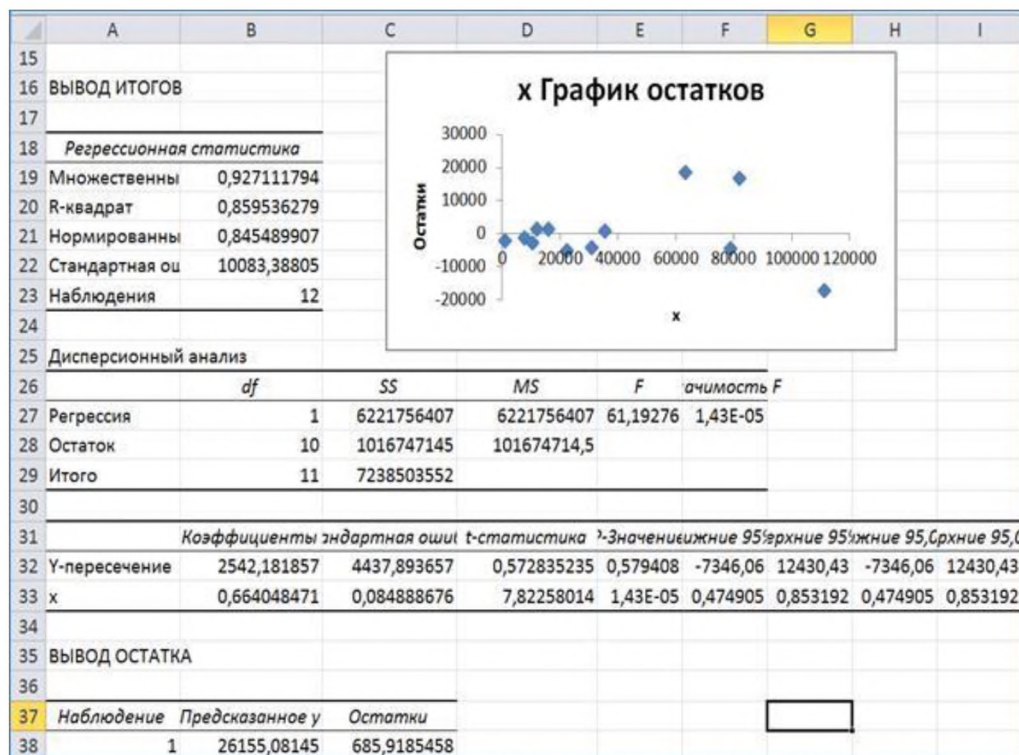 A B C D E F G H I
15
16 ВЫВОД ИТОГОВ
17
18 Регрессионная статистика
19 Множественны 0,927111794
20 R-квадрат 0,859536279
21 Нормированны 0,845489907
22 Стандартная ош 10083,38805
23 Наблюдения 12
24
х График остатков
30000
20000
10000
0
-10000
-20000
Остатки
0 20000 40000 60000 80000 100000 120000
х
25 Дисперсионный анализ
26 df SS MS F ачимость F
27 Регрессия 1 6221756407 6221756407 61,19276 1,43E-05
28 Остаток 10 1016747145 101674714,5
29 Итого 11 7238503552
30
31 Коэффициенты ндартная оши t-статистика Р-Значение ижние 95% ерхние 95% жние 95,0 рхние 95,0
32 Y-пересечение 2542,181857 4437,893657 0,572835235 0,579408 -7346,06 12430,43 -7346,06 12430,43
33 х 0,664048471 0,084888676 7,82258014 1,43E-05 0,474905 0,853192 0,474905 0,853192
34
35 ВЫВОД ОСТАТКА
36
37 Наблюдение Предсказанное у Остатки
38 1 26155,08145 685,9185458